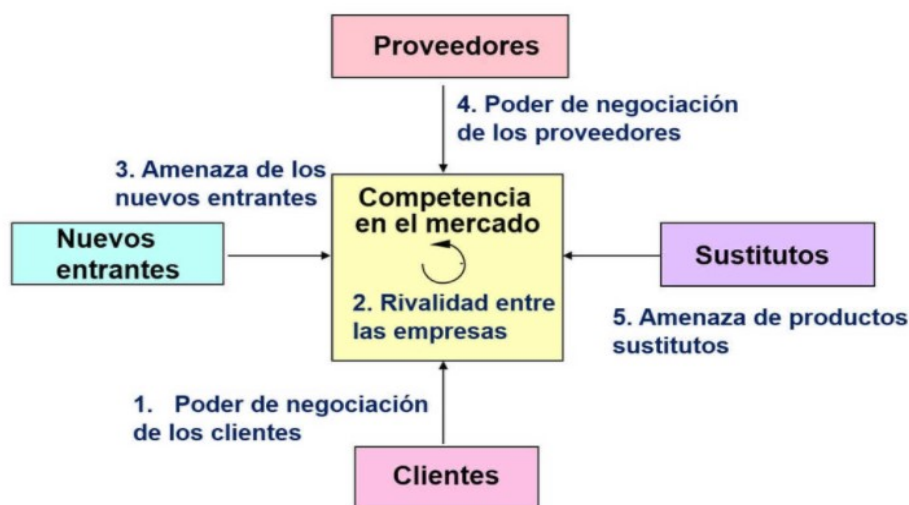 Proveedores
4. Poder de negociación
de los proveedores
3. Amenaza de los
nuevos entrantes
Competencia
en el mercado
Nuevos
entrantes
Sustitutos
2. Rivalidad entre
las empresas
5. Amenaza de productos
sustitutos
1. Poder de negociación
de los clientes
Clientes